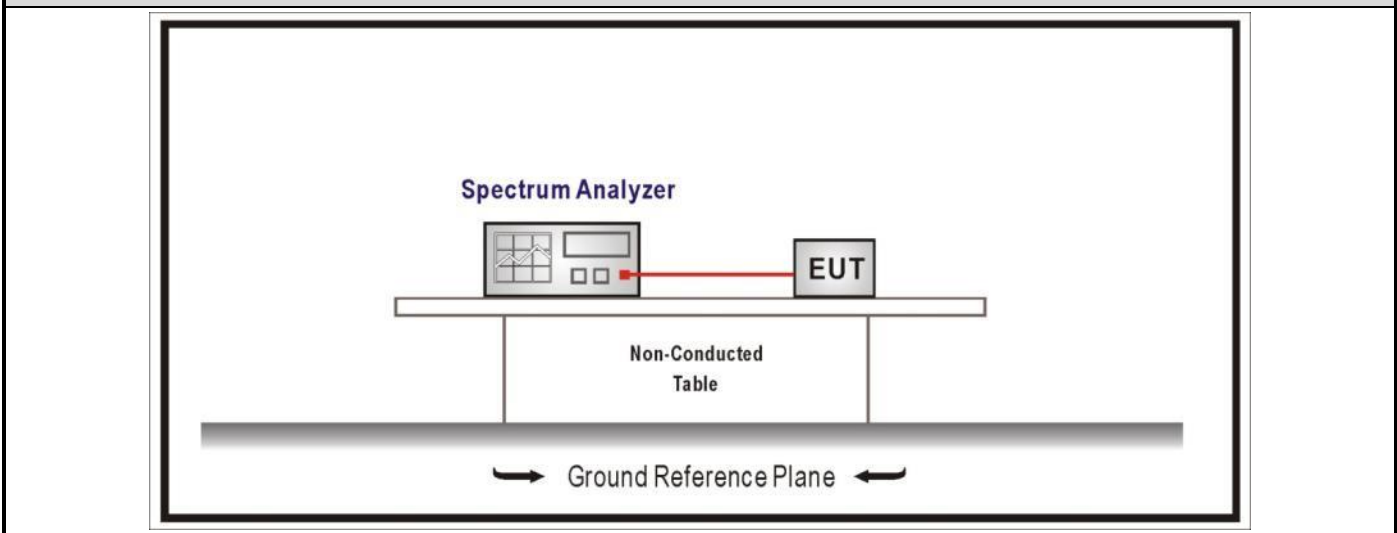 Spectrum Analyzer
EUT
Non-Conducted
Table
Ground Reference Plane